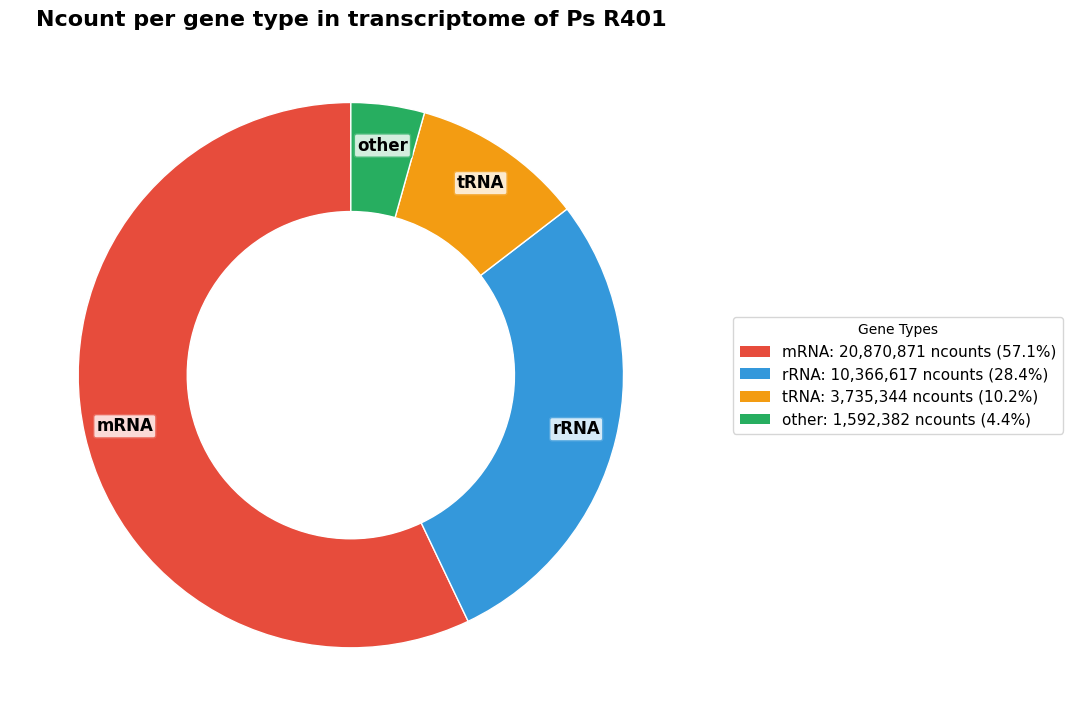 Ncount per gene type in transcriptome of Ps R401
other
tRNA
mRNA
rRNA
Gene Types
mRNA: 20,870,871 ncounts (57.1%)
rRNA: 10,366,617 ncounts (28.4%)
tRNA: 3,735,344 ncounts (10.2%)
other: 1,592,382 ncounts (4.4%)